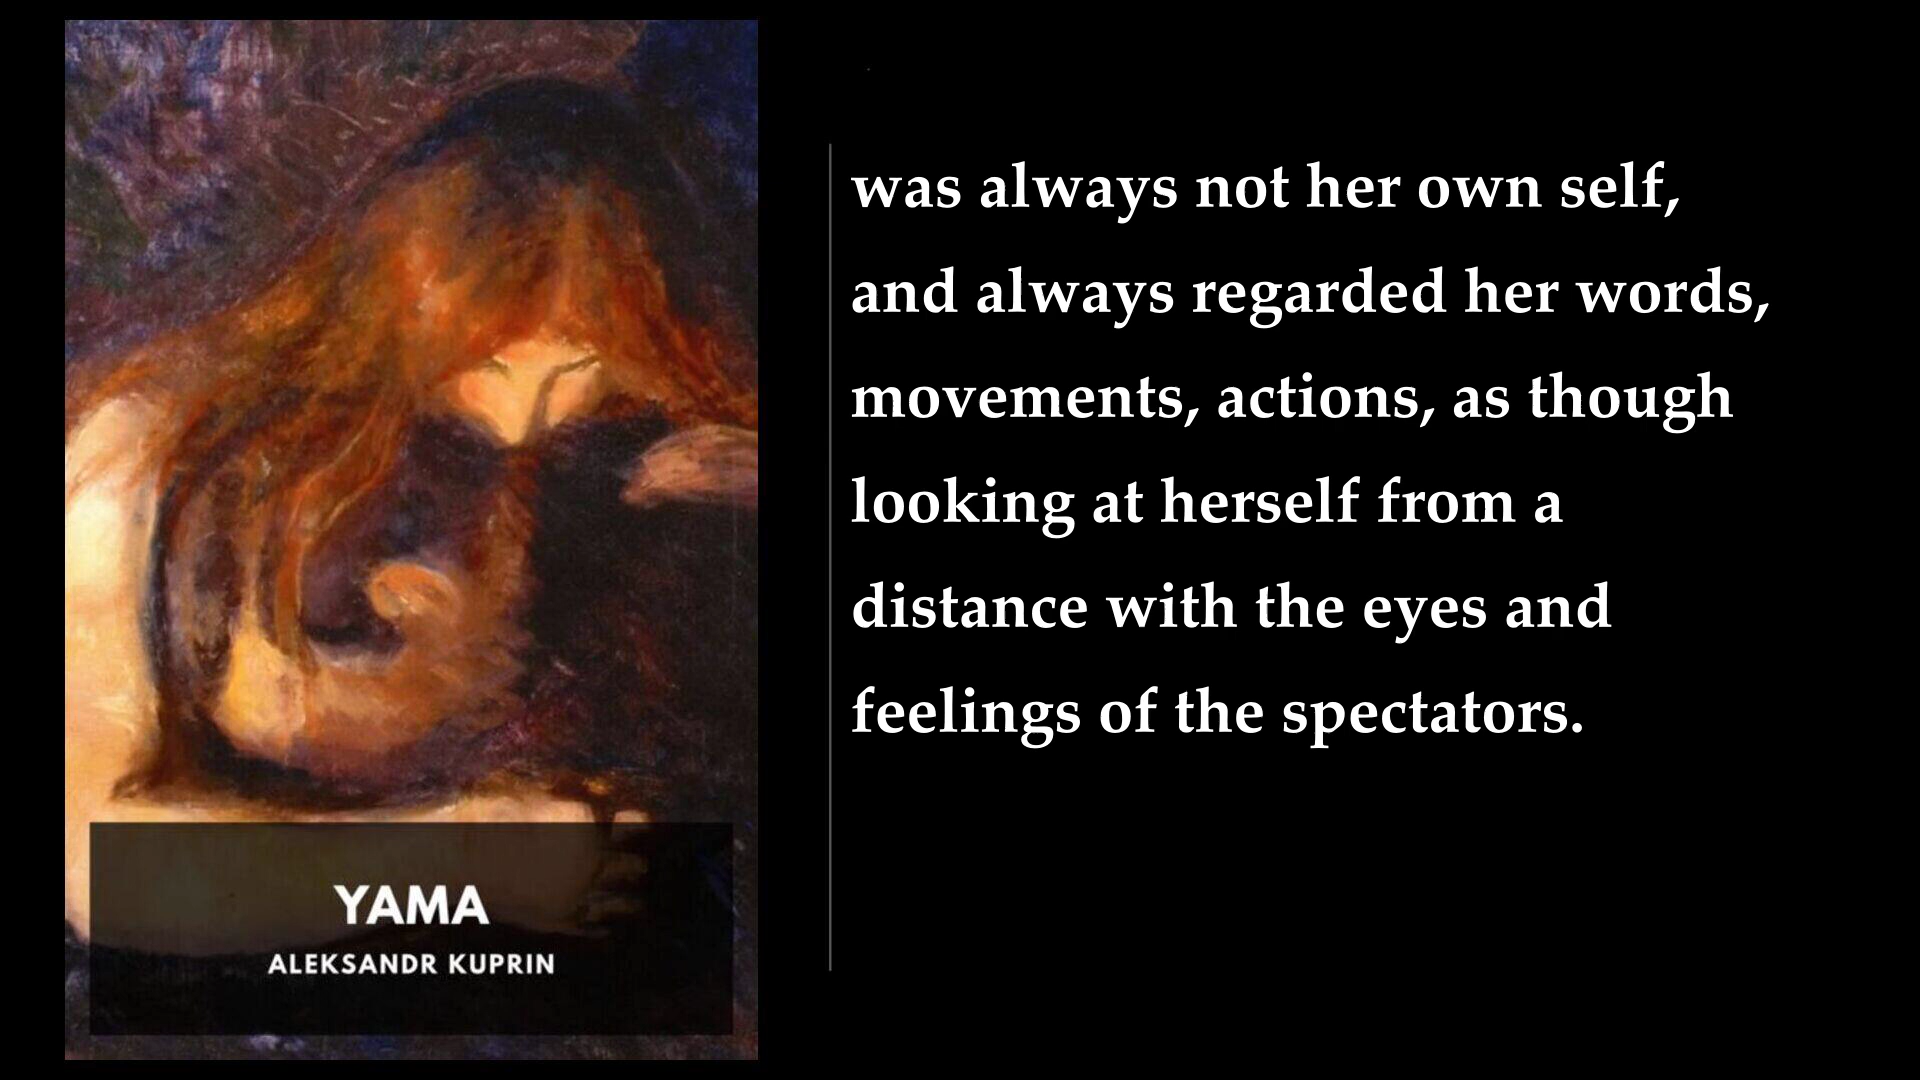 was always not her own self,
and always regarded her words,
movements, actions, as though
looking at herself from a
distance with the eyes and
feelings of the spectators.
YAMA
ALEKSANDR KUPRIN